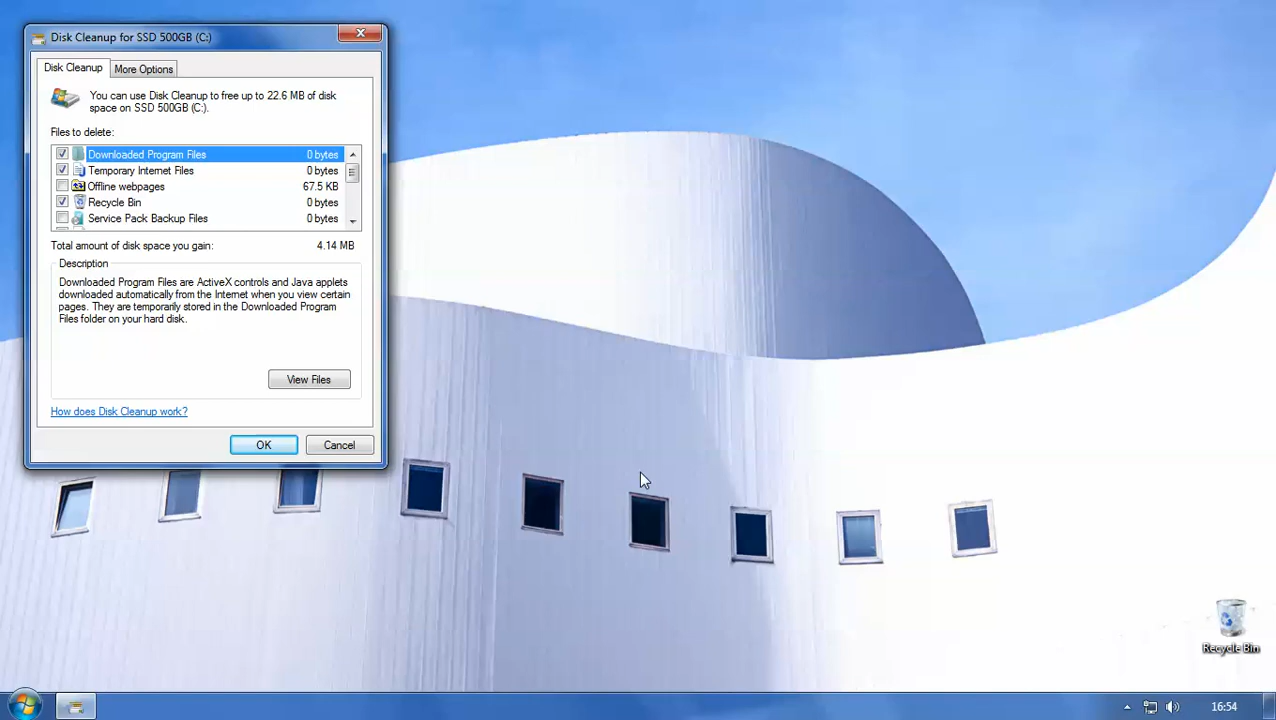 Disk Cleanup for SSD 500GB (C:)
Disk Cleanup
More Options
You can use Disk Cleanup to free up to 22.6 MB of disk
space on SSD 500GB (C:).
Files to delete:
Downloaded Program Files 0 bytes
Temporary Internet Files 0 bytes
Offline webpages 67.5 KB
Recycle Bin 0 bytes
Service Pack Backup Files 0 bytes
Total amount of disk space you gain: 4.14 MB
Description
Downloaded Program Files are ActiveX controls and Java applets
downloaded automatically from the Internet when you view certain
pages. They are temporarily stored in the Downloaded Program
Files folder on your hard disk.
View Files
How does Disk Cleanup work?
OK
Cancel
Recycle Bin
16:54